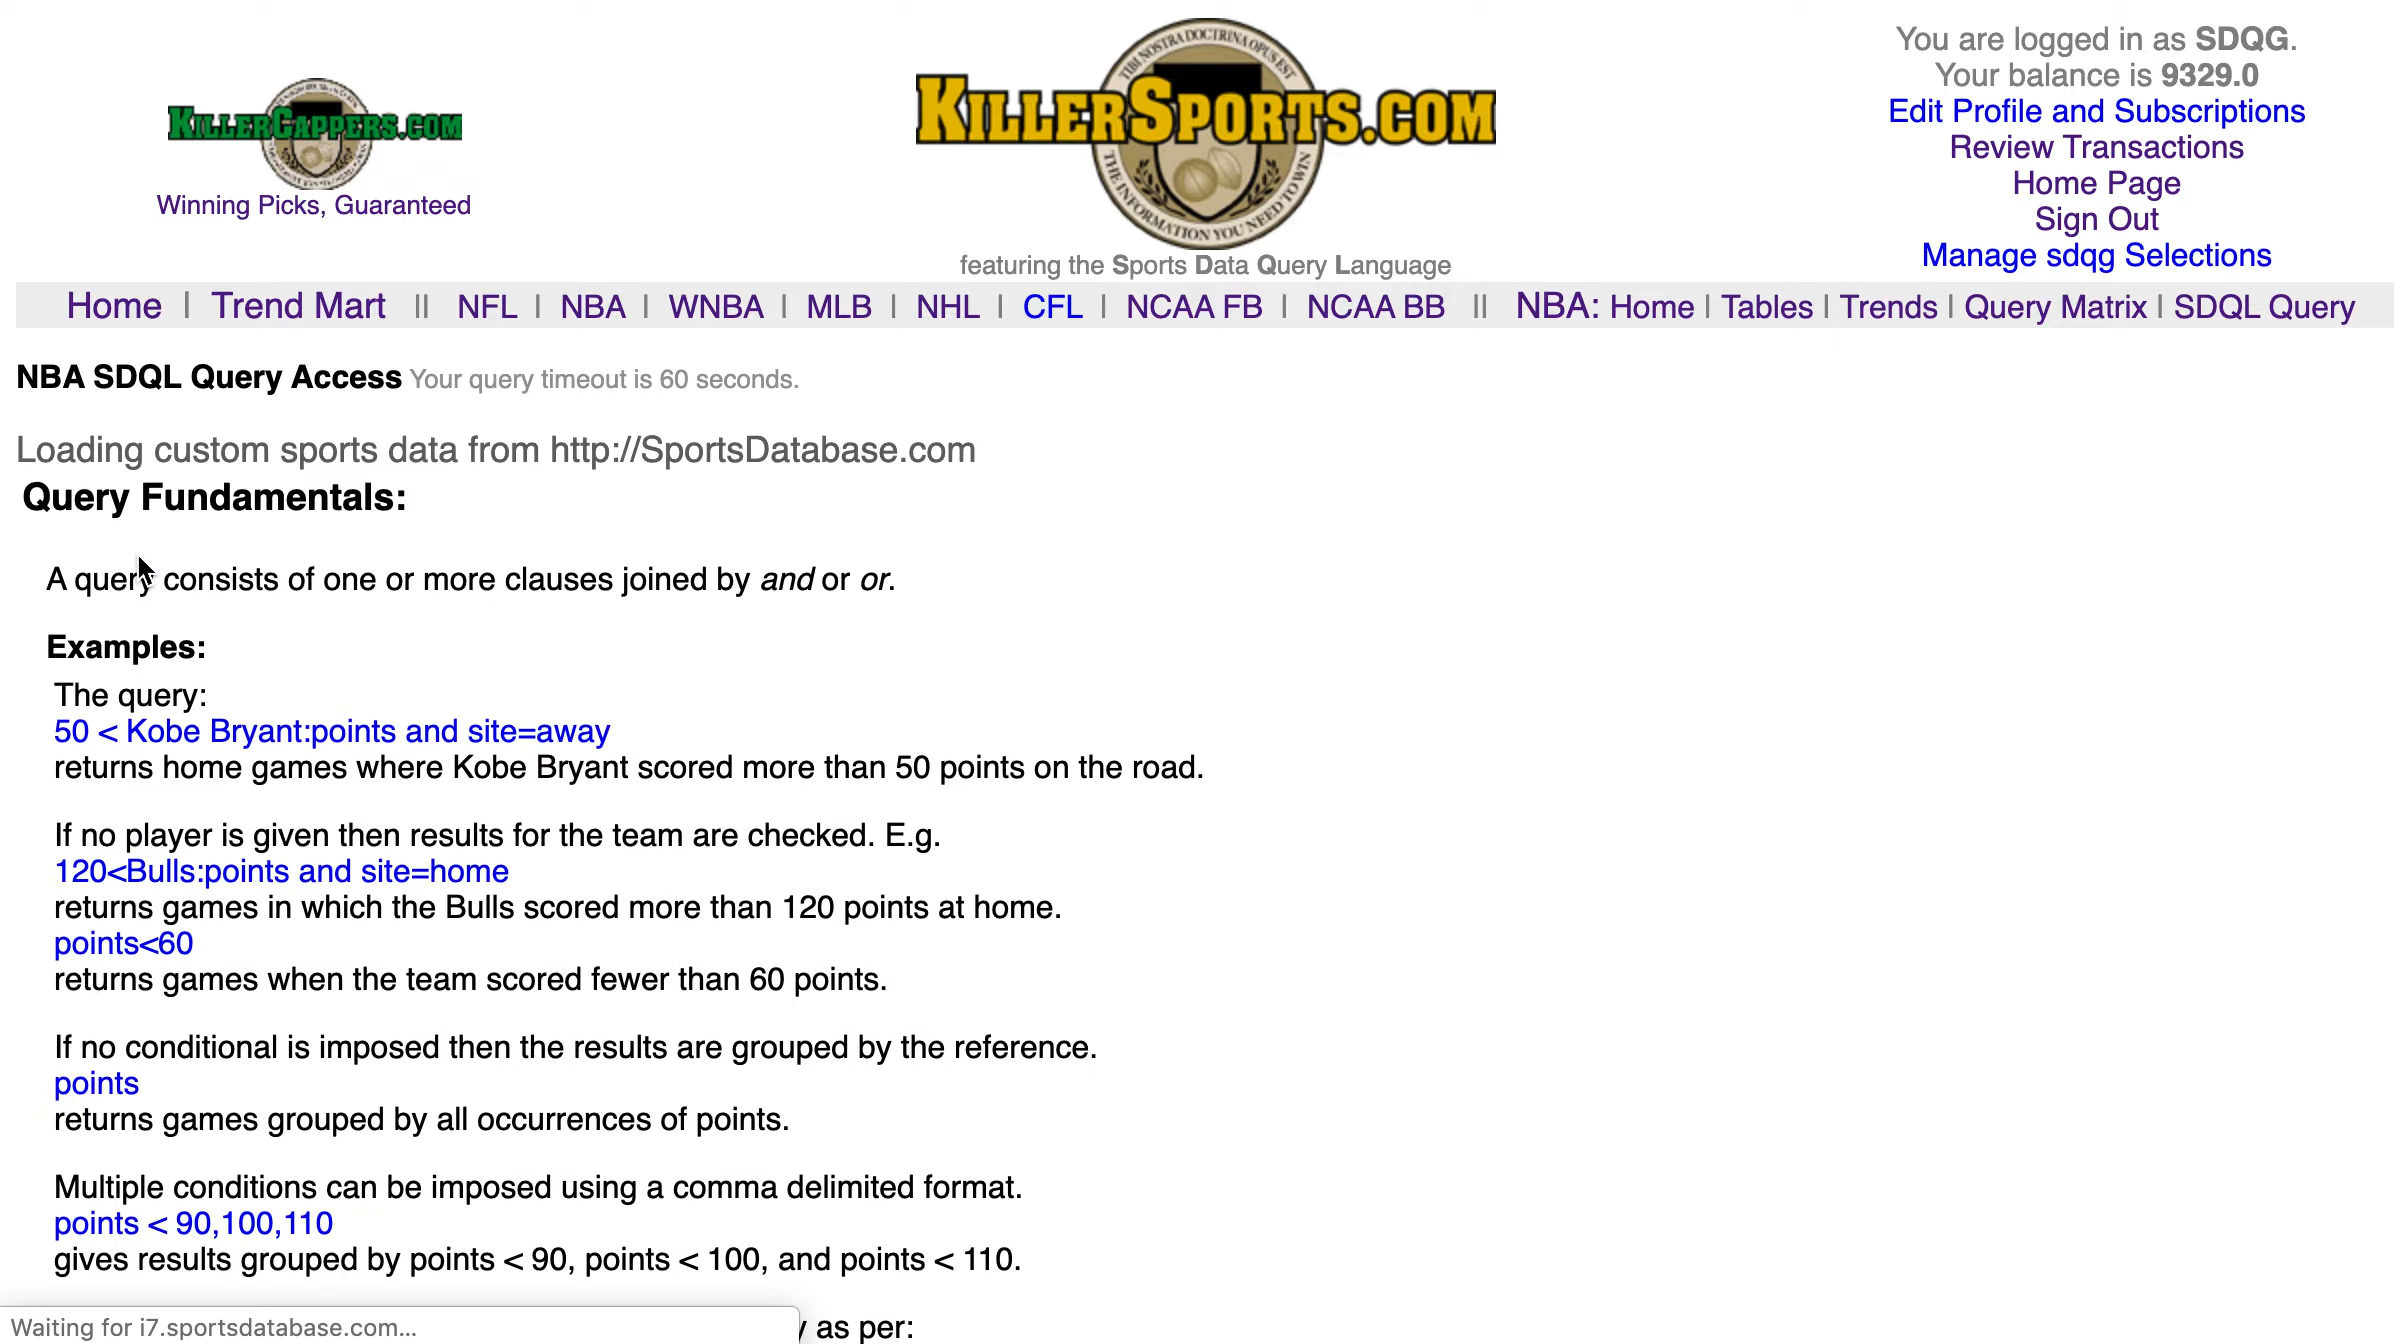 KILLERCAPPERS.COM
Winning Picks, Guaranteed
TIBI NOSTRA DOCTRINA OPUS EST
KILLERSPORTS.COM
THE INFORMATION YOU NEED TO WIN
featuring the Sports Data Query Language
You are logged in as SDQG.
Your balance is 9329.0
Edit Profile and Subscriptions
Review Transactions
Home Page
Sign Out
Manage sdqg Selections
Home | Trend Mart || NFL | NBA | WNBA | MLB | NHL | CFL | NCAA FB | NCAA BB || NBA: Home | Tables | Trends | Query Matrix | SDQL Query
NBA SDQL Query Access Your query timeout is 60 seconds.
Loading custom sports data from http://SportsDatabase.com
Query Fundamentals:
A query consists of one or more clauses joined by and or or.
Examples:
The query:
50 < Kobe Bryant:points and site=away
returns home games where Kobe Bryant scored more than 50 points on the road.
If no player is given then results for the team are checked. E.g.
120<Bulls:points and site=home
returns games in which the Bulls scored more than 120 points at home.
points<60
returns games when the team scored fewer than 60 points.
If no conditional is imposed then the results are grouped by the reference.
points
returns games grouped by all occurrences of points.
Multiple conditions can be imposed using a comma delimited format.
points < 90,100,110
gives results grouped by points < 90, points < 100, and points < 110.
as per:
Waiting for i7.sportsdatabase.com...